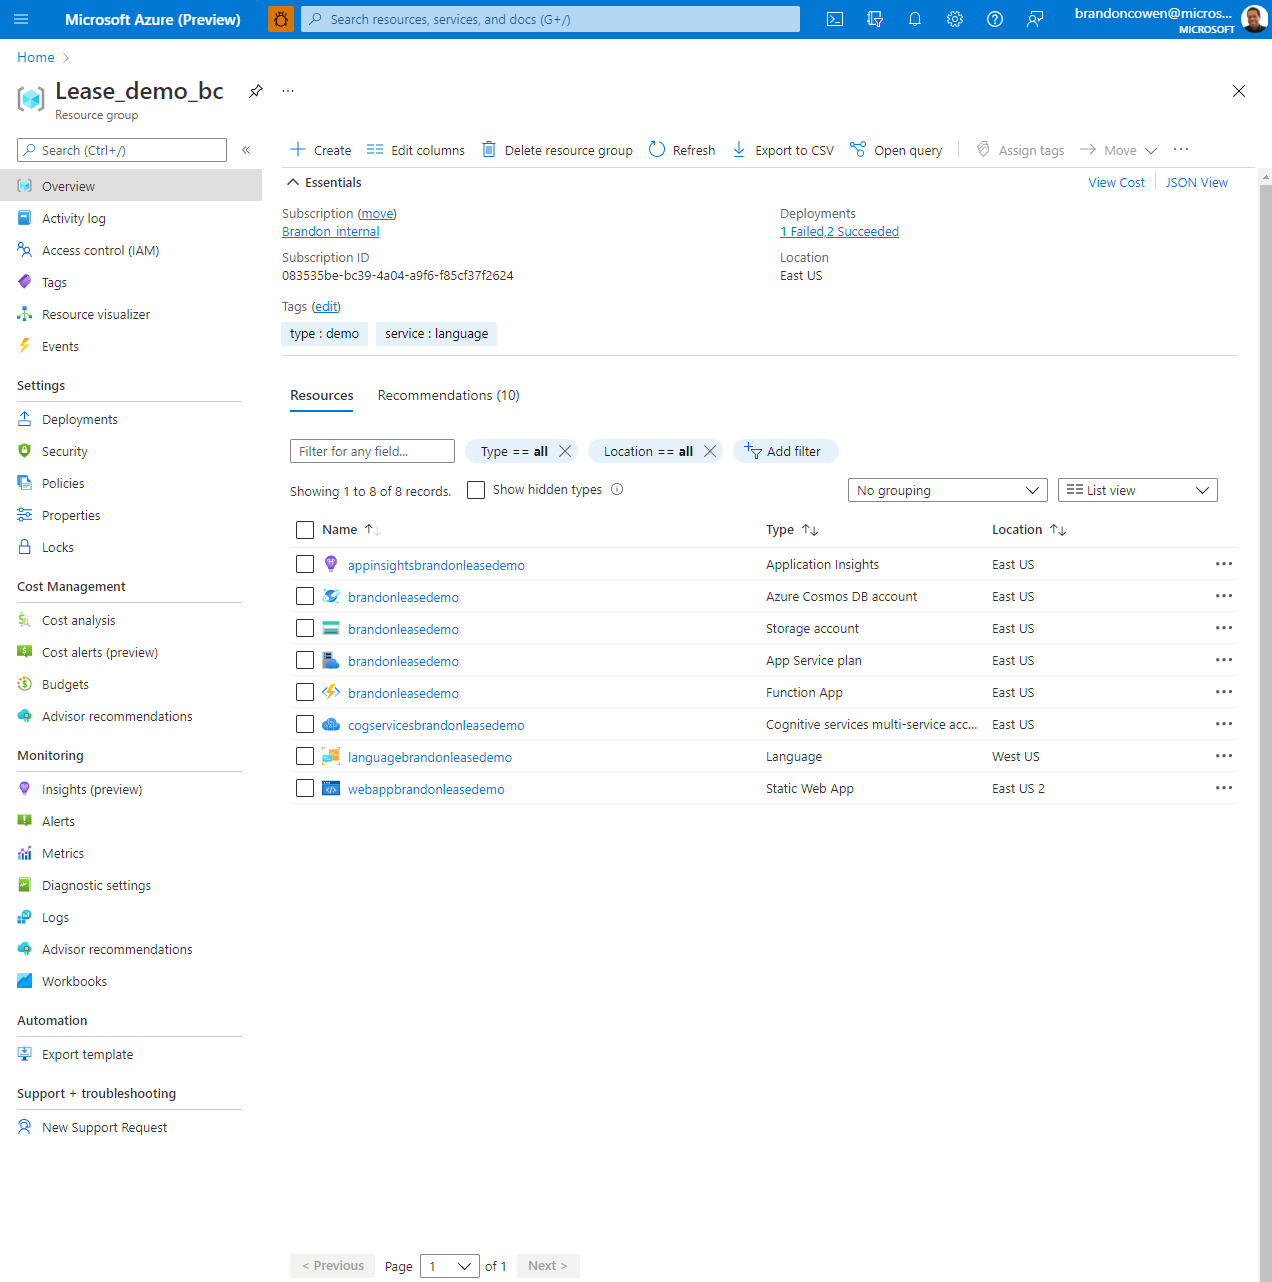 Microsoft Azure (Preview)
Search resources, services, and docs (G+/)
brandoncowen@micros...
MICROSOFT
Home
Lease_demo_bc
...
Resource group
Search (Ctrl+/)
«
Create
Edit columns
Delete resource group
Refresh
Export to CSV
Open query
Assign tags
Move
...
Overview
Activity log
Access control (IAM)
Tags
Resource visualizer
Events
Settings
Deployments
Security
Policies
Properties
Locks
Cost Management
Cost analysis
Cost alerts (preview)
Budgets
Advisor recommendations
Monitoring
Insights (preview)
Alerts
Metrics
Diagnostic settings
Logs
Advisor recommendations
Workbooks
Automation
Export template
Support + troubleshooting
New Support Request
Essentials
View Cost
JSON View
Subscription (move)
Brandon internal
Subscription ID
083535be-bc39-4a04-a9f6-f85cf37f2624
Deployments
1 Failed,2 Succeeded
Location
East US
Tags (edit)
type : demo
service : language
Resources
Recommendations (10)
Filter for any field...
Type == all
Location == all
Add filter
Showing 1 to 8 of 8 records.
Show hidden types
No grouping
List view
Name
Type
Location
appinsightsbrandonleasedemo Application Insights East US
brandonleasedemo Azure Cosmos DB account East US
brandonleasedemo Storage account East US
brandonleasedemo App Service plan East US
brandonleasedemo Function App East US
cogservicesbrandonleasedemo Cognitive services multi-service acc... East US
languagebrandonleasedemo Language West US
webappbrandonleasedemo Static Web App East US 2
< Previous
Page 1 of 1
Next >